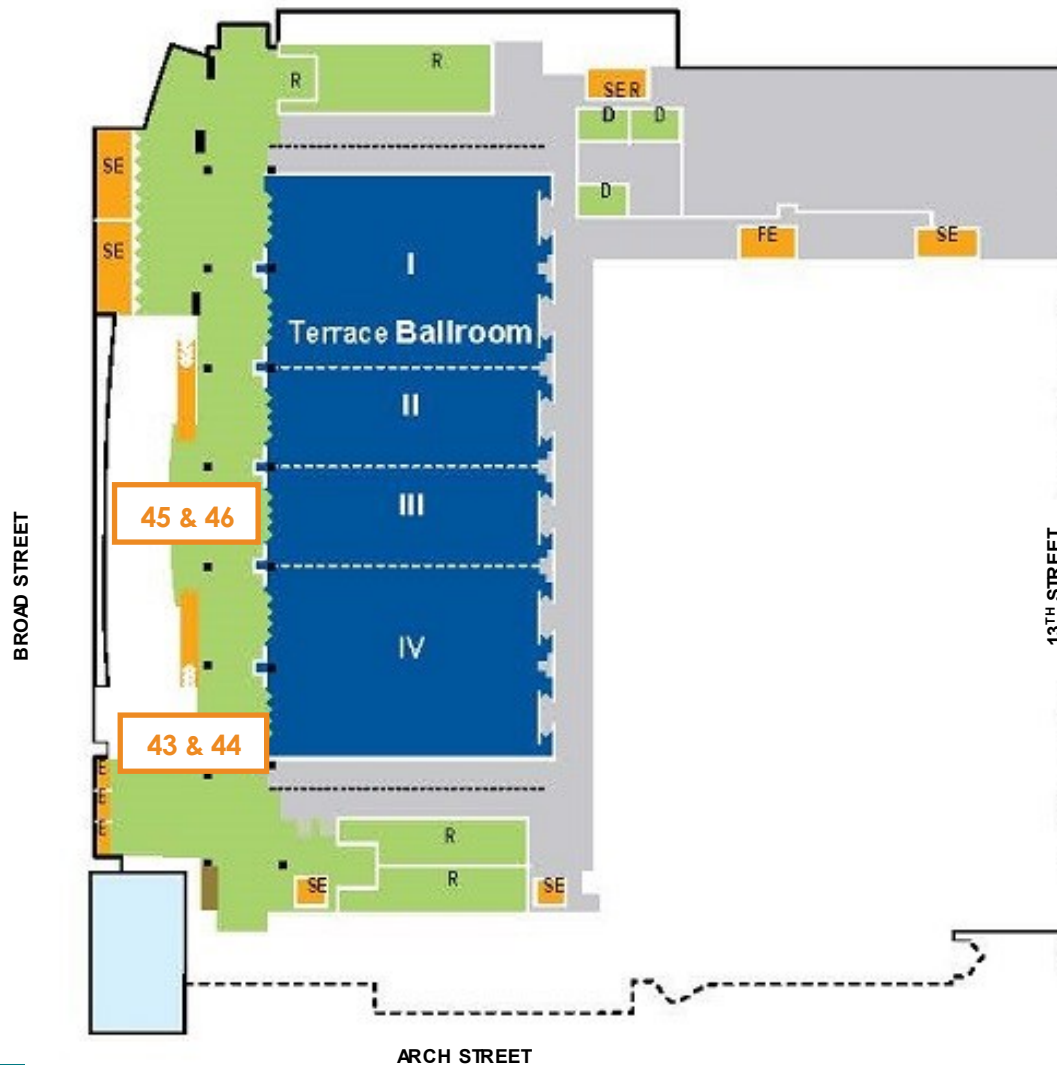 R
R
SE R
D
D
SE
D
SE
FE
SE
I
Terrace Ballroom
II
45 & 46
III
BROAD STREET
13TH STREET
IV
43 & 44
E
E
E
R
R
SE
SE
ARCH STREET